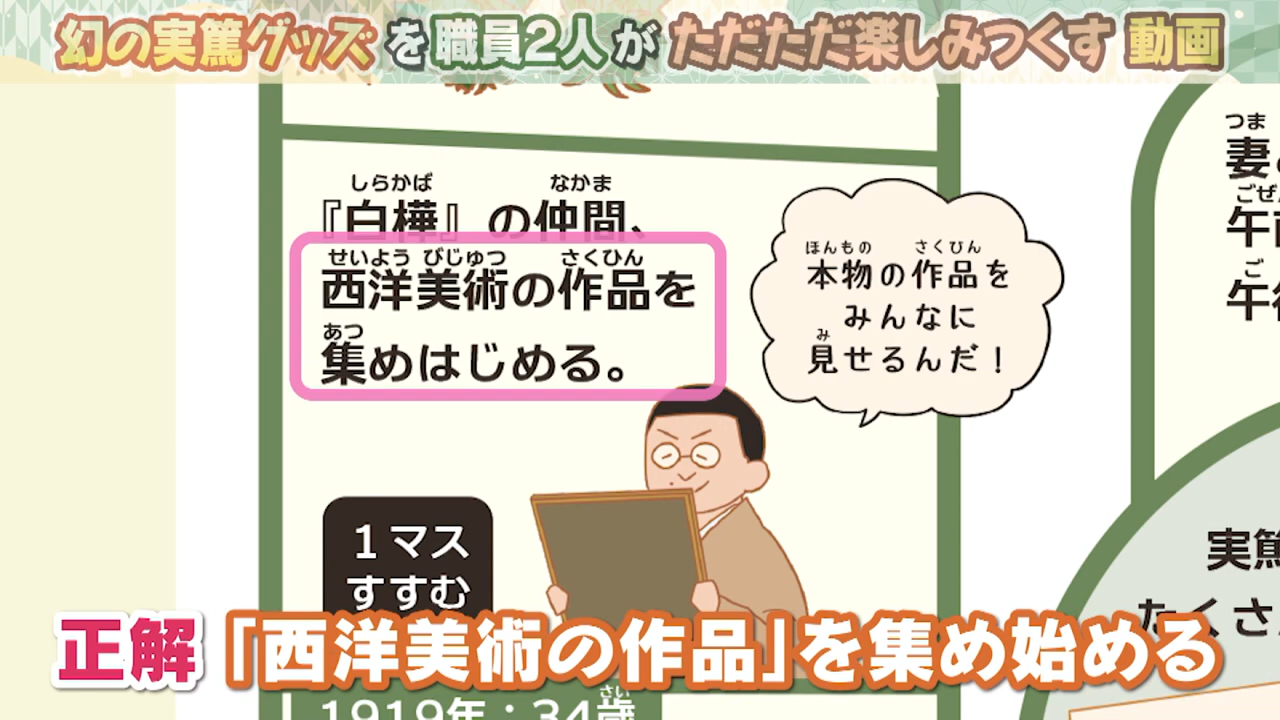 幻の実篤グッズを職員2人がただただ楽しみつくす動画
しらかば なかま
『白樺』の仲間、
せいよう びじゅつ さくひん
西洋美術の作品を
あつ
集めはじめる。
ほんもの さくひん
本物の作品を
みんなに
み
見せるんだ！
1マス
すすむ
つま
妻
ごぜん
午前
ご
午後
実篤
たくさ
正解「西洋美術の作品」を集め始める
さい
1919年：34歳